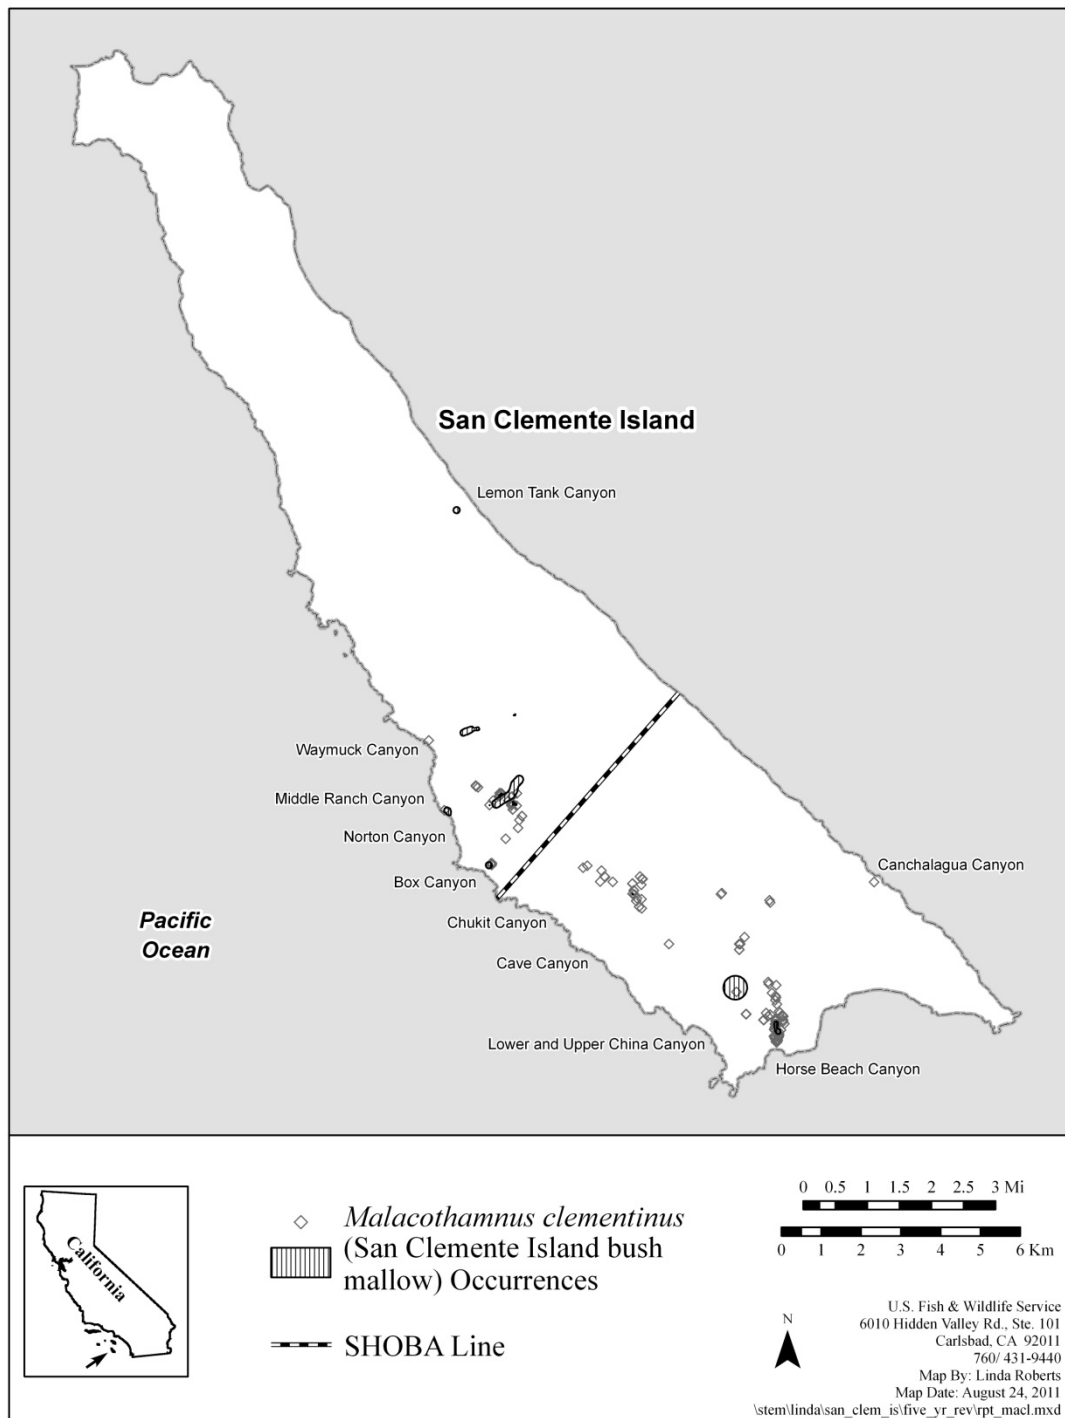 San Clemente Island
Lemon Tank Canyon
Waymuck Canyon
Middle Ranch Canyon
Norton Canyon
Box Canyon
Canchalagua Canyon
Chukit Canyon
Pacific
Ocean
Cave Canyon
Lower and Upper China Canyon
Horse Beach Canyon
California
Malacothamnus clementinus
(San Clemente Island bush
mallow) Occurrences
SHOBA Line
0 0.5 1 1.5 2 2.5 3 Mi
0 1 2 3 4 5 6 Km
N
U.S. Fish & Wildlife Service
6010 Hidden Valley Rd., Ste. 101
Carlsbad, CA 92011
760/ 431-9440
Map By: Linda Roberts
Map Date: August 24, 2011
\stem\linda\san_clem_is\five_yr_rev\rpt_macl.mxd